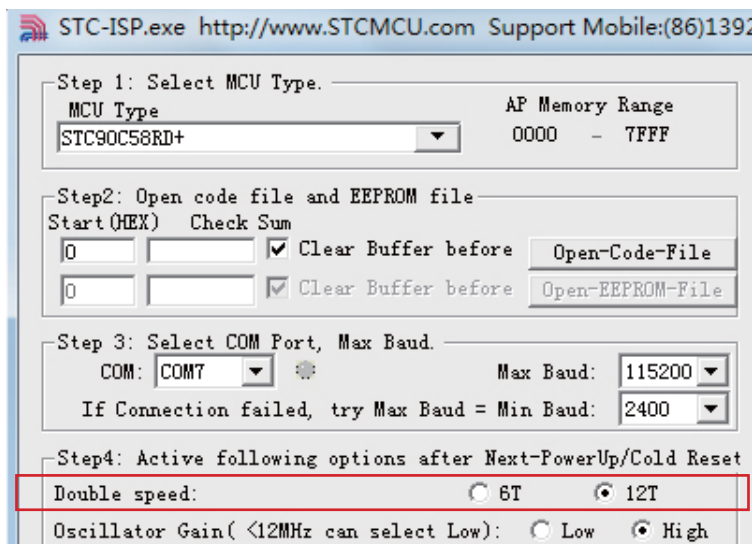 STC-ISP.exe http://www.STCMCU.com Support Mobile:(86)1392
Step 1: Select MCU Type.
MCU Type AP Memory Range
STC90C58RD+ 0000 - 7FFF
Step2: Open code file and EEPROM file
Start(HEX) Check Sum
0 Clear Buffer before Open-Code-File
0 Clear Buffer before Open-EEPROM-File
Step 3: Select COM Port, Max Baud.
COM: COM7 Max Baud: 115200
If Connection failed, try Max Baud = Min Baud: 2400
Step4: Active following options after Next-PowerUp/Cold Reset
Double speed: 6T 12T
Oscillator Gain( <12MHz can select Low): Low High